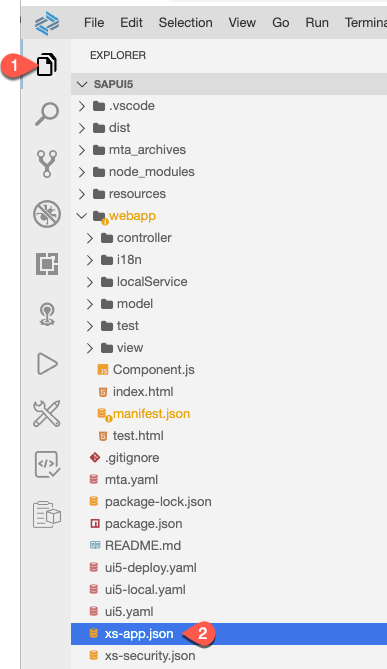 File Edit Selection View Go Run Termina
1
EXPLORER
SAPUI5
.vscode
dist
mta_archives
node_modules
resources
webapp
controller
i18n
localService
model
test
view
JS Component.js
index.html
manifest.json
test.html
.gitignore
mta.yaml
package-lock.json
package.json
README.md
ui5-deploy.yaml
ui5-local.yaml
ui5.yaml
xs-app.json 2
xs-security.json